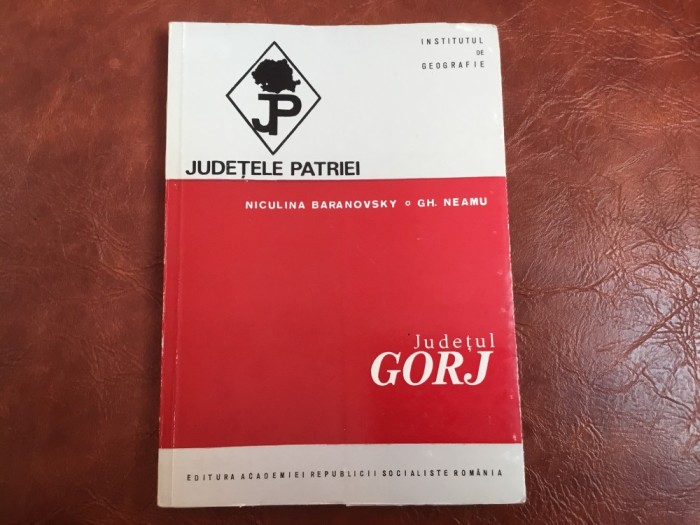 INSTITUTUL
DE
GEOGRAFIE
JP
JUDEȚELE PATRIEI
NICULINA BARANOVSKY o GH. NEAMU
Județul
GORJ
EDITURA ACADEMIEI REPUBLICII SOCIALISTE ROMÂNIA